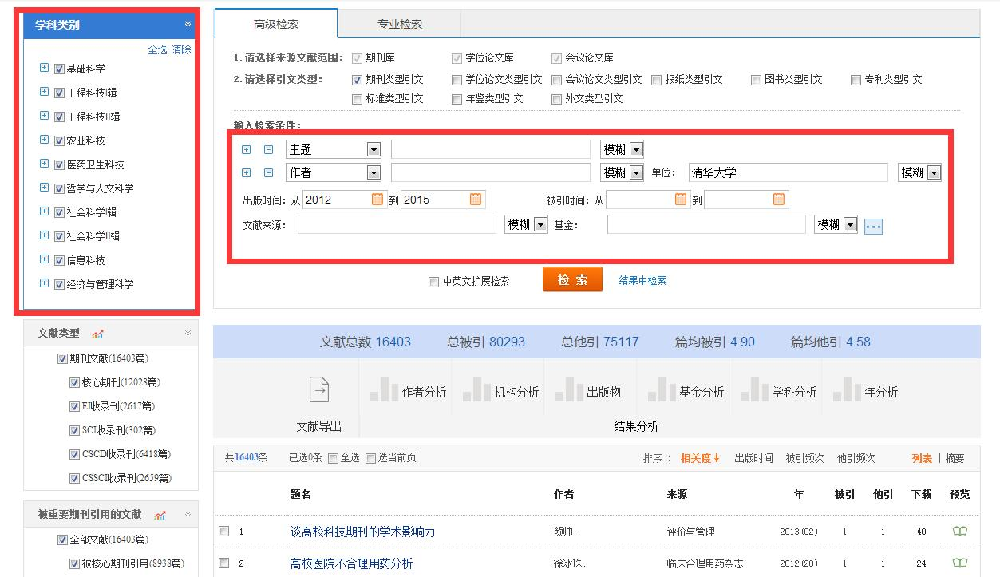 学科类别
全选 清除
基础科学
工程科技I辑
工程科技II辑
农业科技
医药卫生科技
哲学与人文科学
社会科学I辑
社会科学II辑
信息科技
经济与管理科学
文献类型
期刊文献(16403篇)
核心期刊(12028篇)
EI收录刊(2617篇)
SCI收录刊(302篇)
CSCD收录刊(6418篇)
CSSCI收录刊(2659篇)
被重要期刊引用的文献
全部文献(16403篇)
被核心期刊引用(8938篇)
高级检索 专业检索
1.请选择来源文献范围: 期刊库 学位论文库 会议论文库
2.请选择引文类型: 期刊类型引文 学位论文类型引文 会议论文类型引文 报纸类型引文 图书类型引文 专利类型引文
标准类型引文 年鉴类型引文 外文类型引文
输入检索条件:
主题 模糊
作者 模糊 单位: 清华大学 模糊
出版时间: 从 2012 到 2015 被引时间: 从 到
文献来源: 模糊 基金: 模糊 ...
中英文扩展检索 检索 结果中检索
文献总数 16403 总被引 80293 总他引 75117 篇均被引 4.90 篇均他引 4.58
作者分析 机构分析 出版物 基金分析 学科分析 年分析
文献导出 结果分析
共16403条 已选0条 全选 选定当前页 排序: 相关度↓ 出版时间 被引频次 他引频次 列表 | 摘要
题名 作者 来源 年 被引 他引 下载 预览
1 谈高校科技期刊的学术影响力 颜帅; 评价与管理 2013(02) 1 1 40
2 高校医院不合理用药分析 徐冰珠; 临床合理用药杂志 2012(20) 1 1 24